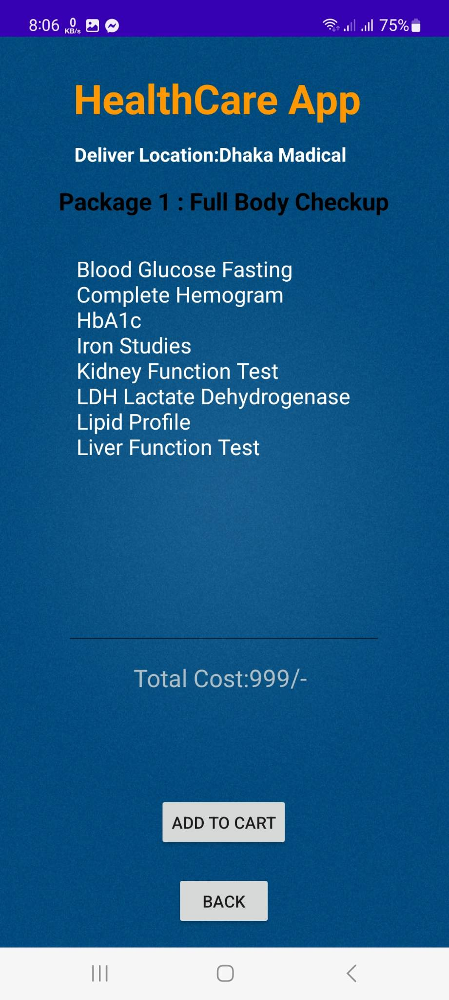 8:06 0 KB/s 75%
HealthCare App
Deliver Location:Dhaka Madical
Package 1 : Full Body Checkup
Blood Glucose Fasting
Complete Hemogram
HbA1c
Iron Studies
Kidney Function Test
LDH Lactate Dehydrogenase
Lipid Profile
Liver Function Test
Total Cost:999/-
ADD TO CART
BACK